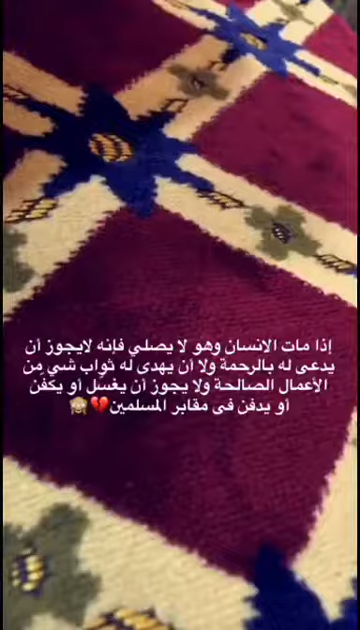 إذا مات الانسان وهو لا يصلي فإنه لايجوز أن
يدعى له بالرحمة ولا أن يهدى له ثواب شي من
الأعمال الصالحة ولا يجوز أن يغسل أو يكفن
أو يدفن فى مقابر المسلمين💔🙈